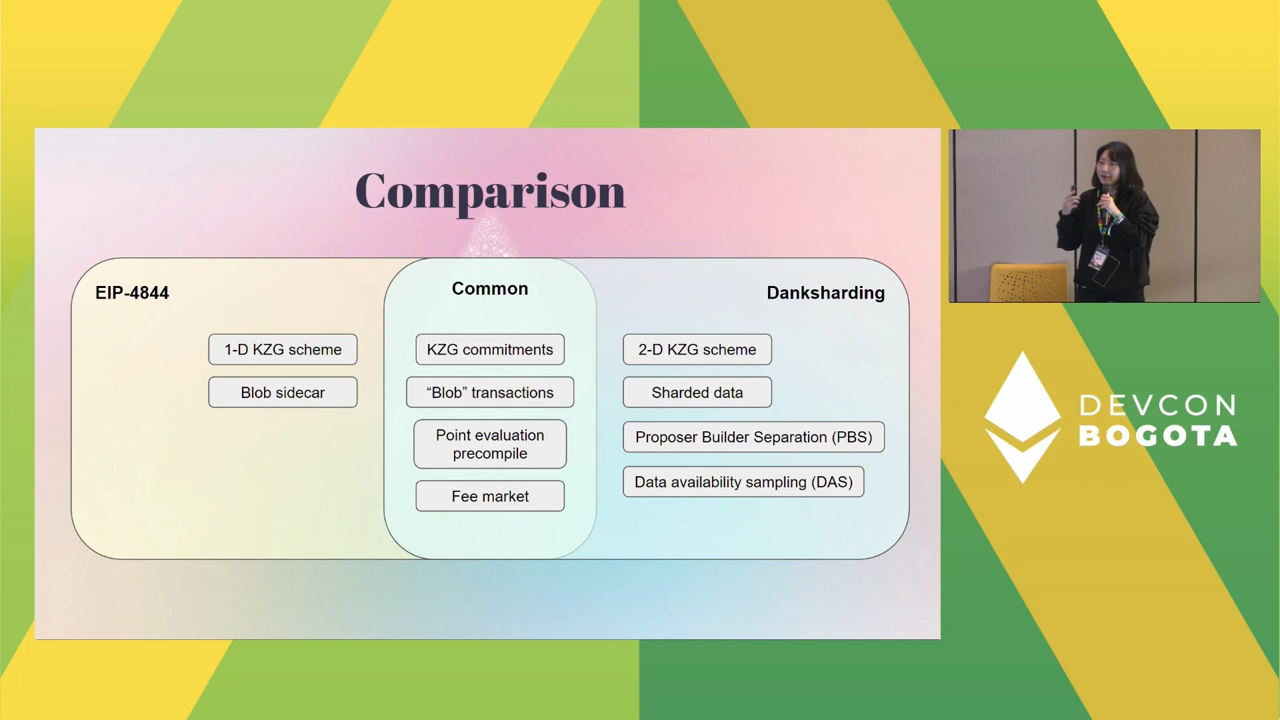 Comparison
EIP-4844
Common
Danksharding
1-D KZG scheme
KZG commitments
2-D KZG scheme
Blob sidecar
“Blob” transactions
Sharded data
Point evaluation
precompile
Proposer Builder Separation (PBS)
Fee market
Data availability sampling (DAS)
DEVCON
BOGOTA